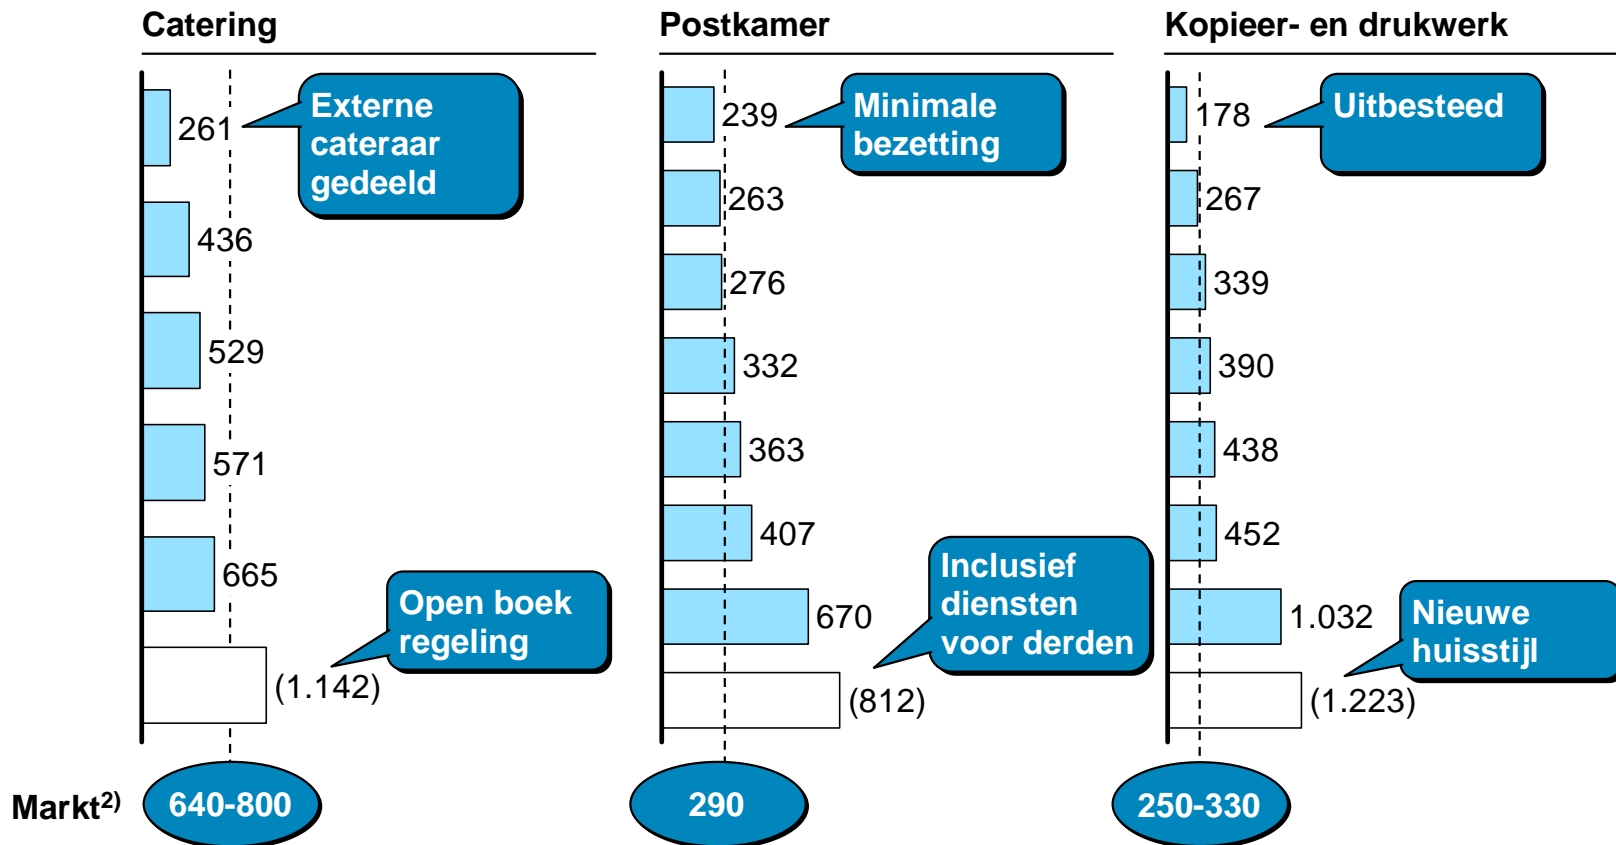 Catering
261
Externe
cateraar
gedeeld
436
529
571
665
Open boek
regeling
(1.142)
Postkamer
239
Minimale
bezetting
263
276
332
363
407
670
Inclusief
diensten
voor derden
(812)
Kopieer- en drukwerk
178
Uitbesteed
267
339
390
438
452
1.032
Nieuwe
huisstijl
(1.223)
Markt2) 640-800 290 250-330